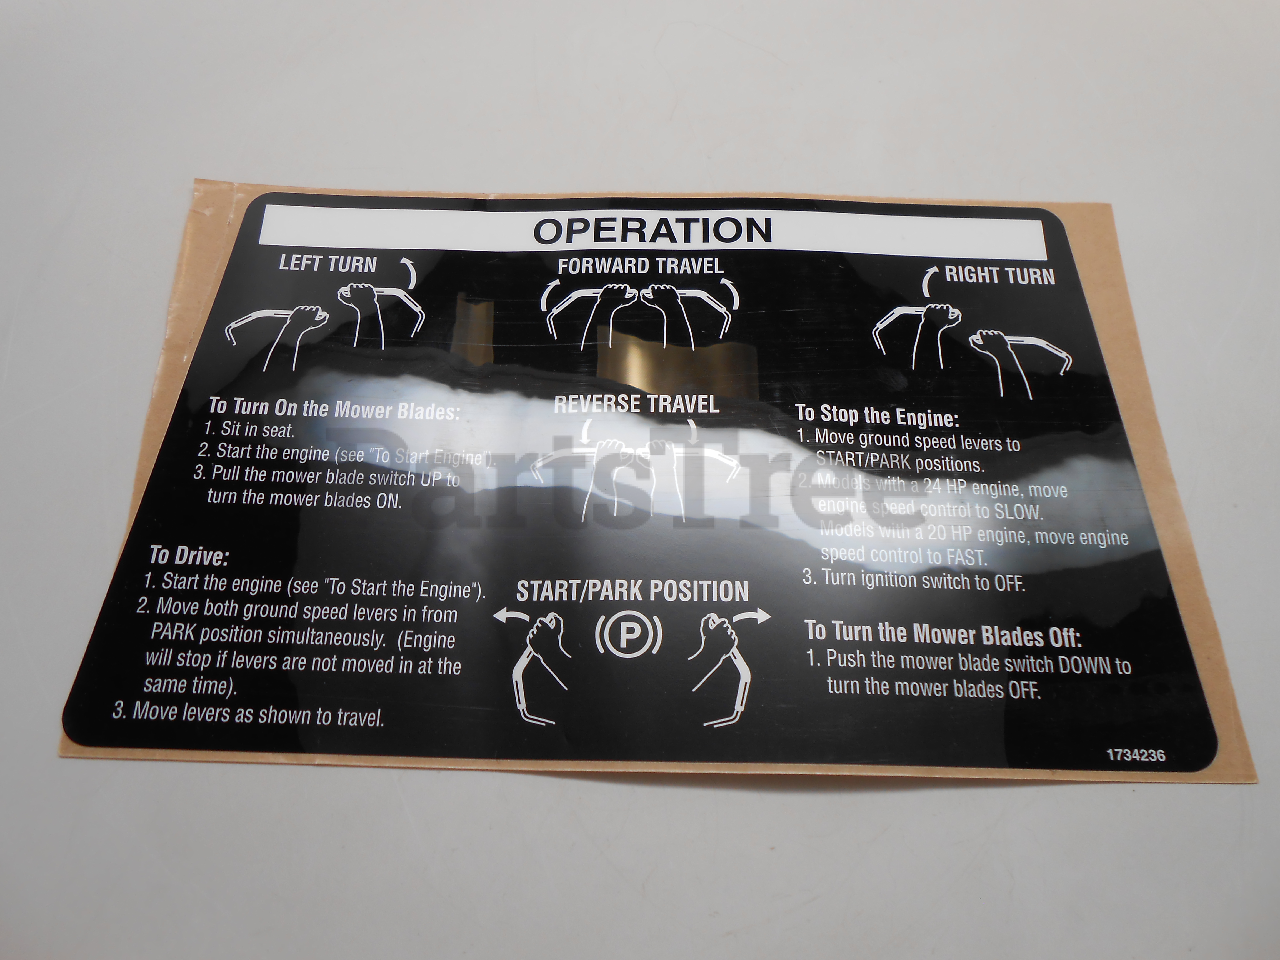 OPERATION
LEFT TURN
FORWARD TRAVEL
RIGHT TURN
To Turn On the Mower Blades:
1. Sit in seat.
2. Start the engine (see "To Start Engine").
3. Pull the mower blade switch UP to
turn the mower blades ON.
REVERSE TRAVEL
To Stop the Engine:
1. Move ground speed levers to
START/PARK positions.
2. Models with a 24 HP engine, move
engine speed control to SLOW.
Models with a 20 HP engine, move engine
speed control to FAST.
3. Turn ignition switch to OFF.
PartsTree
To Drive:
1. Start the engine (see "To Start the Engine").
2. Move both ground speed levers in from
PARK position simultaneously. (Engine
will stop if levers are not moved in at the
same time).
3. Move levers as shown to travel.
START/PARK POSITION
(P)
To Turn the Mower Blades Off:
1. Push the mower blade switch DOWN to
turn the mower blades OFF.
1734236